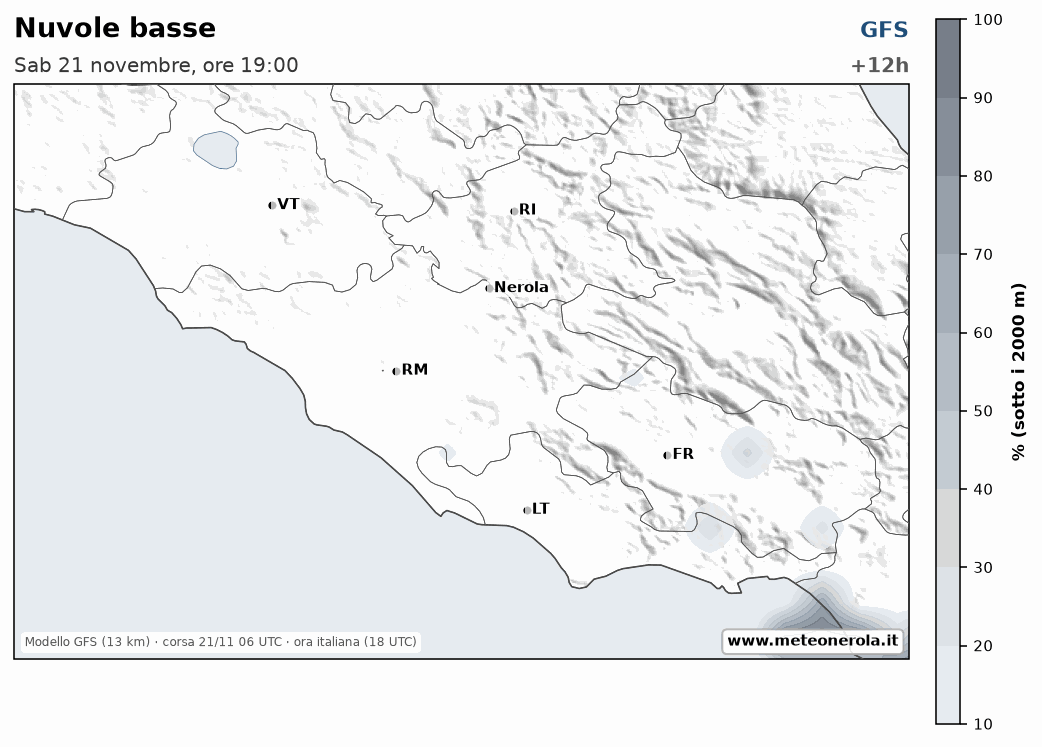 Nuvole basse
GFS
Sab 21 novembre, ore 19:00
+12h
VT
RI
Nerola
RM
FR
LT
Modello GFS (13 km) · corsa 21/11 06 UTC · ora italiana (18 UTC)
www.meteonerola.it
100
90
80
70
60
50
40
30
20
10
% (sotto i 2000 m)